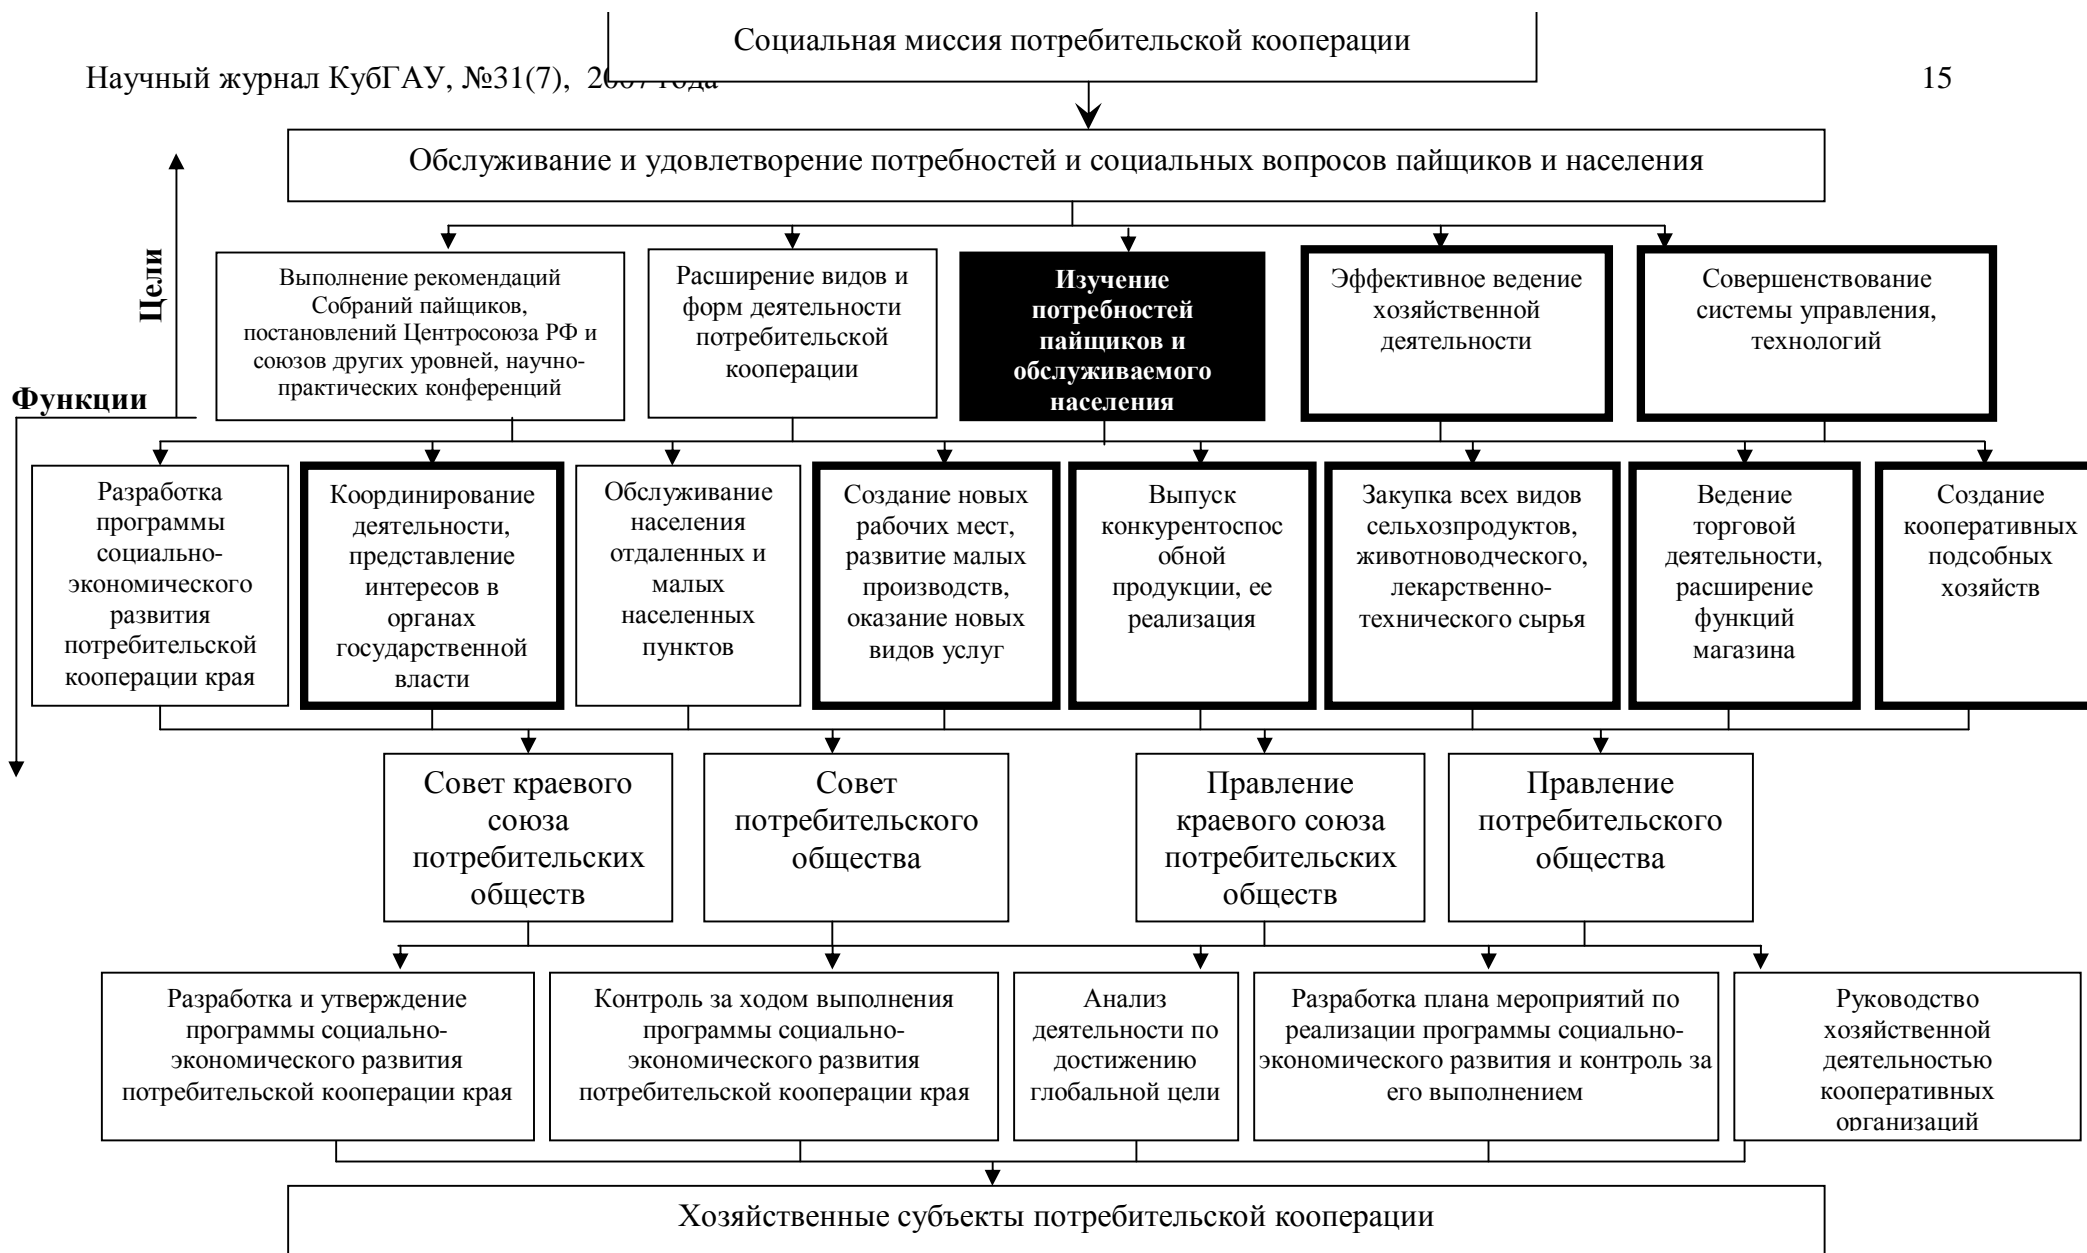 Социальная миссия потребительской кооперации
Научный журнал КубГАУ, №31(7), 2007 года
15
Обслуживание и удовлетворение потребностей и социальных вопросов пайщиков и населения
Цели
Выполнение рекомендаций
Собраний пайщиков,
постановлений Центросоюза РФ и
союзов других уровней, научно-
практических конференций
Расширение видов и
форм деятельности
потребительской
кооперации
Изучение
потребностей
пайщиков и
обслуживаемого
населения
Эффективное ведение
хозяйственной
деятельности
Совершенствование
системы управления,
технологий
Функции
Разработка
программы
социально-
экономического
развития
потребительской
кооперации края
Координирование
деятельности,
представление
интересов в
органах
государственной
власти
Обслуживание
населения
отдаленных и
малых
населенных
пунктов
Создание новых
рабочих мест,
развитие малых
производств,
оказание новых
видов услуг
Выпуск
конкурентоспос
обной
продукции, ее
реализация
Закупка всех видов
сельхозпродуктов,
животноводческого,
лекарственно-
технического сырья
Ведение
торговой
деятельности,
расширение
функций
магазина
Создание
кооперативных
подсобных
хозяйств
Совет краевого
союза
потребительских
обществ
Совет
потребительского
общества
Правление
краевого союза
потребительских
обществ
Правление
потребительского
общества
Разработка и утверждение
программы социально-
экономического развития
потребительской кооперации края
Контроль за ходом выполнения
программы социально-
экономического развития
потребительской кооперации края
Анализ
деятельности по
достижению
глобальной цели
Разработка плана мероприятий по
реализации программы социально-
экономического развития и контроль за
его выполнением
Руководство
хозяйственной
деятельностью
кооперативных
организаций
Хозяйственные субъекты потребительской кооперации